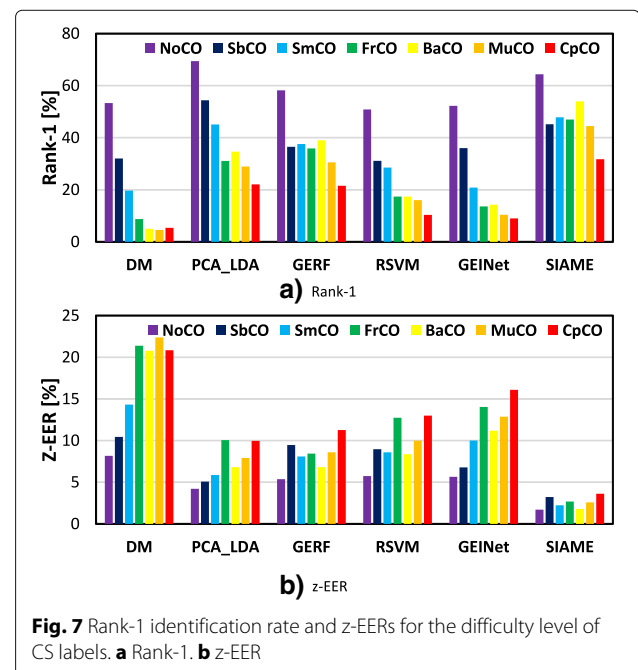 NoCO SbCO SmCO FrCO BaCO MuCO CpCO
80
60
40
20
0
Rank-1 [%]
DM PCA_LDA GERF RSVM GEINet SIAME
a) Rank-1
NoCO SbCO SmCO FrCO BaCO MuCO CpCO
25
20
15
10
5
0
Z-EER [%]
DM PCA_LDA GERF RSVM GEINet SIAME
b) z-EER
Fig. 7 Rank-1 identification rate and z-EERs for the difficulty level of
CS labels. a Rank-1. b z-EER